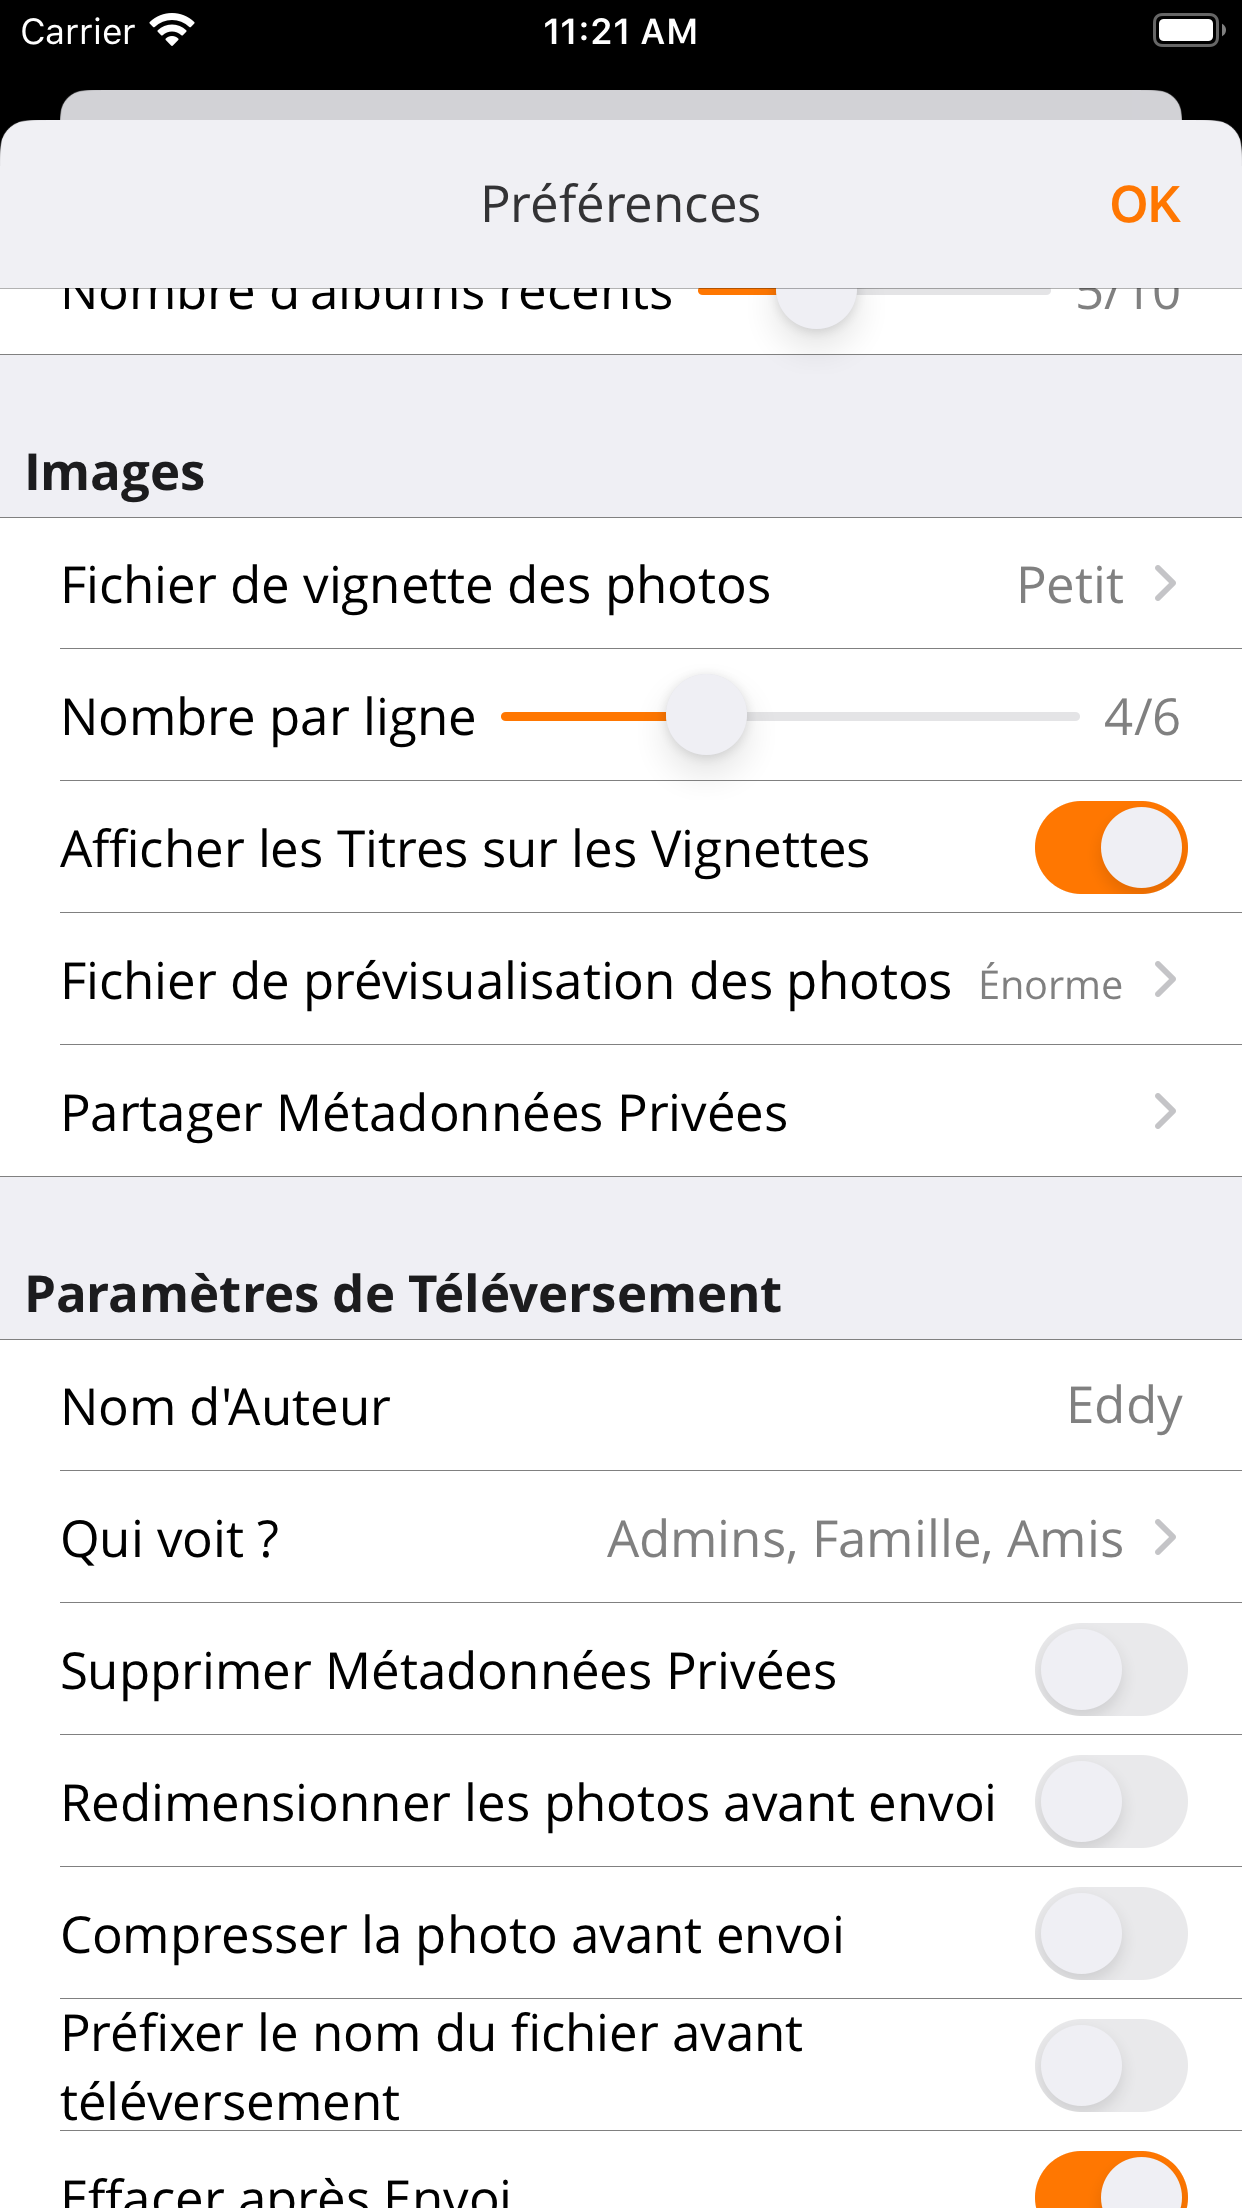 Carrier
11:21 AM
Préférences
OK
Nombre d'albums récents
5/10
Images
Fichier de vignette des photos
Petit
Nombre par ligne
4/6
Afficher les Titres sur les Vignettes
Fichier de prévisualisation des photos
Énorme
Partager Métadonnées Privées
Paramètres de Téléversement
Nom d'Auteur
Eddy
Qui voit ?
Admins, Famille, Amis
Supprimer Métadonnées Privées
Redimensionner les photos avant envoi
Compresser la photo avant envoi
Préfixer le nom du fichier avant
téléversement
Effacer après Envoi